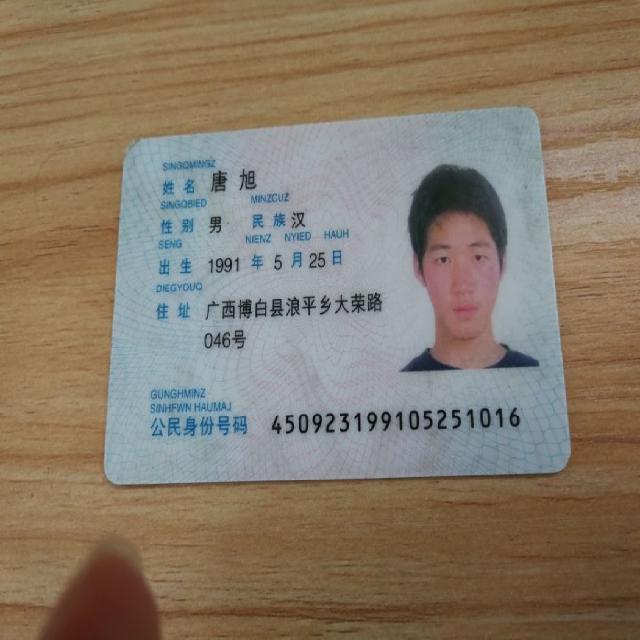 SINGQMINGZ
姓名 唐旭
SINGQBIED MINZCUZ
性别 男 民族 汉
SENG NIENZ NYIED HAUH
出生 1991 年 5 月 25 日
DIEGYOUQ
住址 广西博白县浪平乡大荣路
046号
GUNGHMINZ
SINHFWN HAUMAJ
公民身份号码 450923199105251016